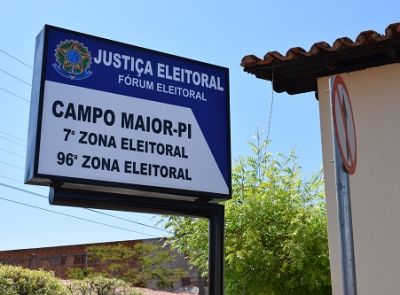 JUSTIÇA ELEITORAL
FÓRUM ELEITORAL
CAMPO MAIOR-PI
7ª ZONA ELEITORAL
96ª ZONA ELEITORAL